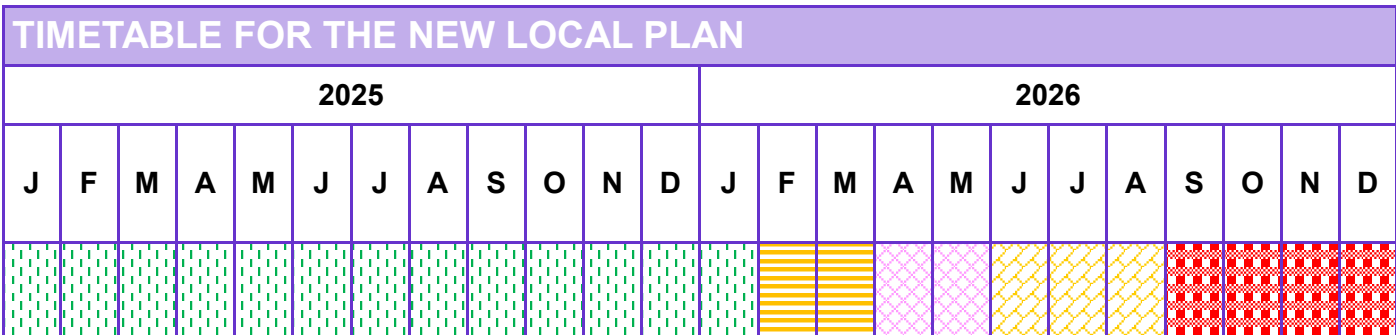 TIMETABLE FOR THE NEW LOCAL PLAN
2025 2026
J F M A M J J A S O N D J F M A M J J A S O N D